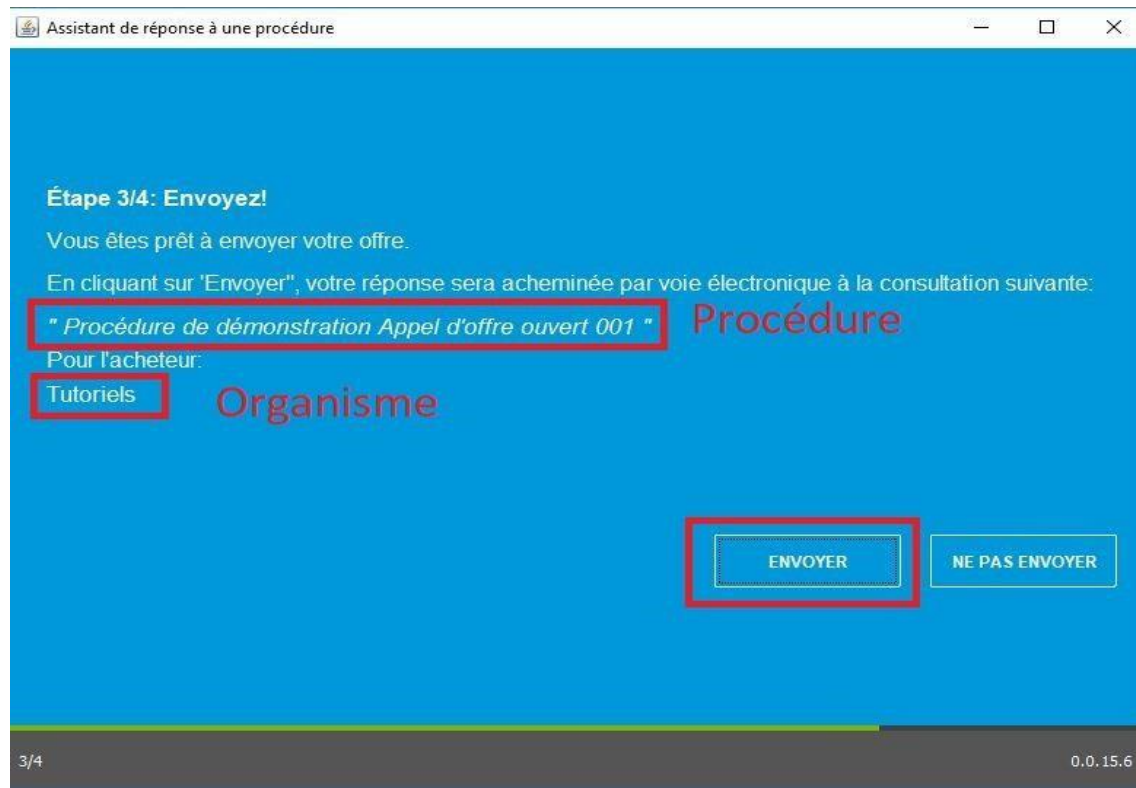 Assistant de réponse à une procédure
Étape 3/4: Envoyez!
Vous êtes prêt à envoyer votre offre.
En cliquant sur 'Envoyer", votre réponse sera acheminée par voie électronique à la consultation suivante:
" Procédure de démonstration Appel d'offre ouvert 001 " Procédure
Pour l'acheteur:
Tutoriels Organisme
ENVOYER NE PAS ENVOYER
3/4 0.0.15.6